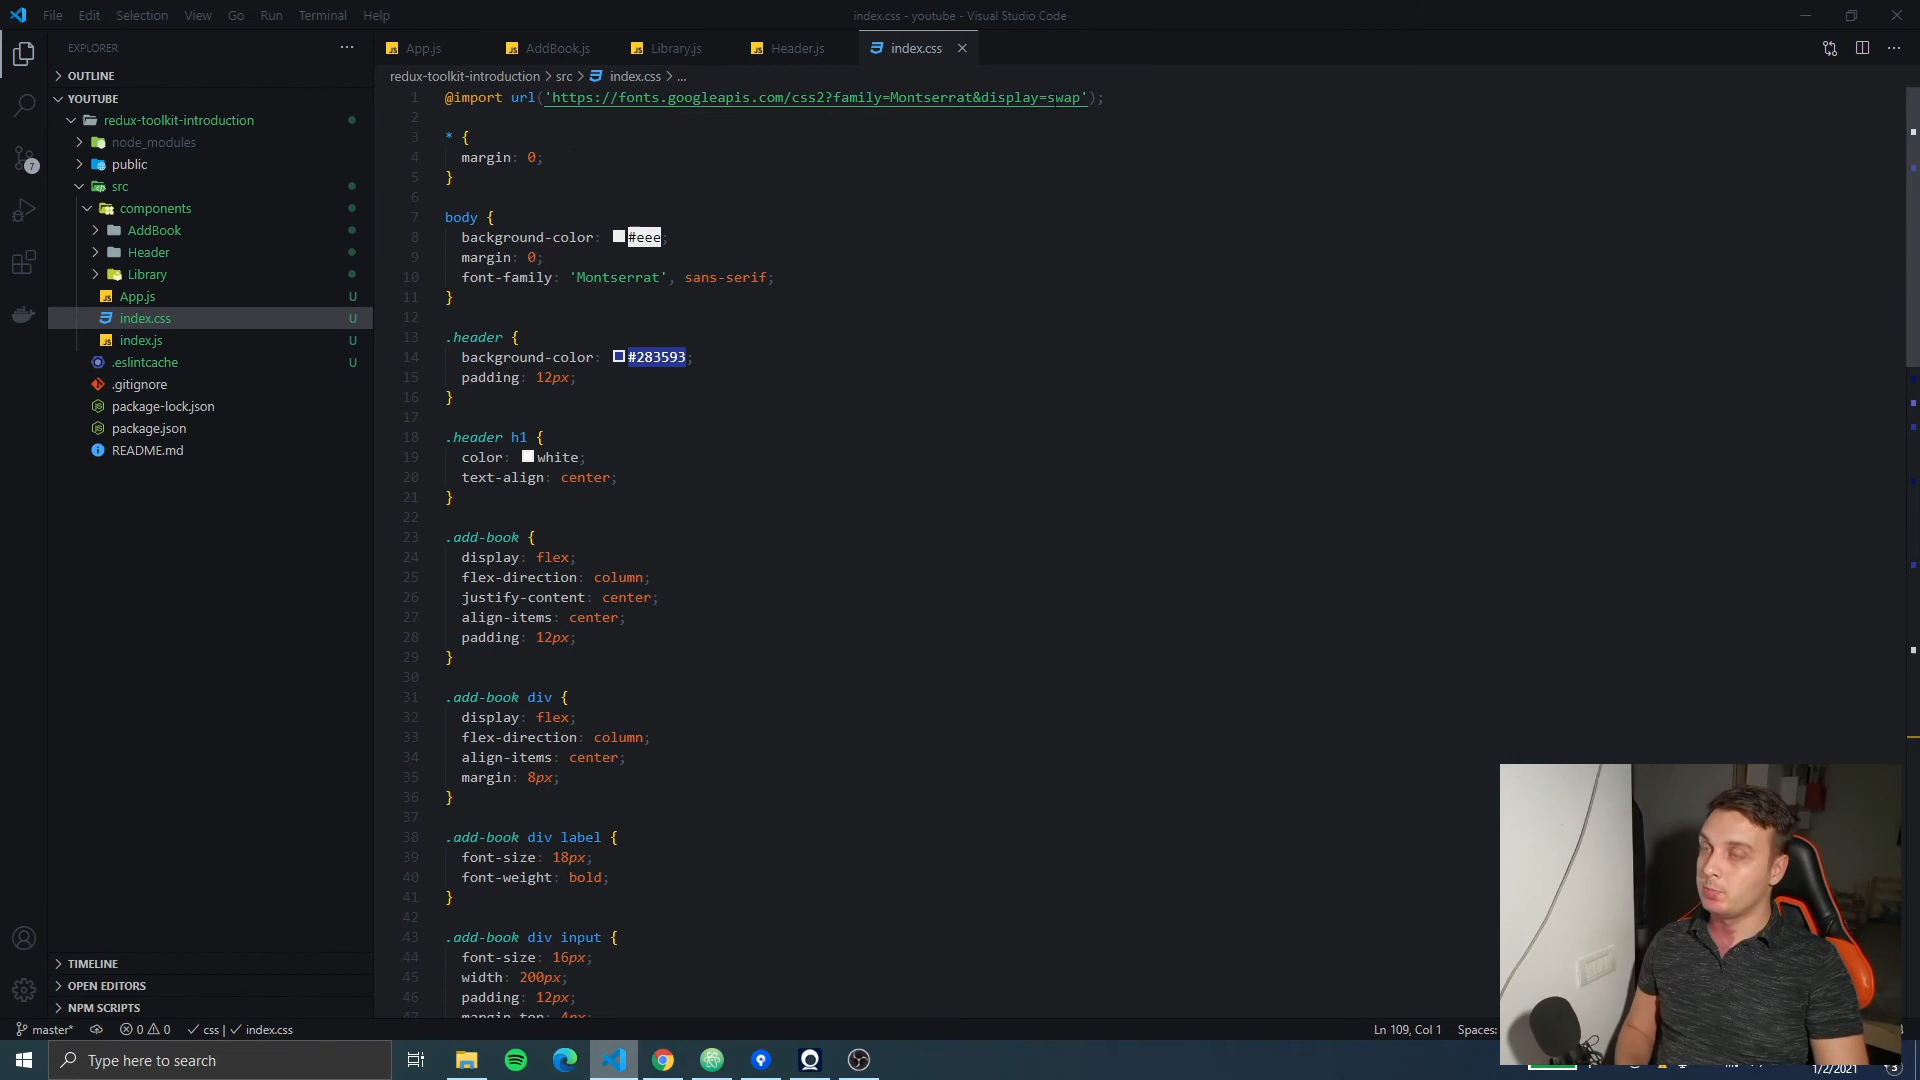 File Edit Selection View Go Run Terminal Help
index.css - youtube - Visual Studio Code
EXPLORER
OUTLINE
YOUTUBE
redux-toolkit-introduction
node_modules
public
src
components
AddBook
Header
Library
App.js U
index.css U
index.js U
.eslintcache U
.gitignore
package-lock.json
package.json
README.md
TIMELINE
OPEN EDITORS
NPM SCRIPTS
7
App.js AddBook.js Library.js Header.js index.css
redux-toolkit-introduction > src > index.css > ...
1 @import url('https://fonts.googleapis.com/css2?family=Montserrat&display=swap');
2
3 * {
4 margin: 0;
5 }
6
7 body {
8 background-color: #eee;
9 margin: 0;
10 font-family: 'Montserrat', sans-serif;
11 }
12
13 .header {
14 background-color: #283593;
15 padding: 12px;
16 }
17
18 .header h1 {
19 color: white;
20 text-align: center;
21 }
22
23 .add-book {
24 display: flex;
25 flex-direction: column;
26 justify-content: center;
27 align-items: center;
28 padding: 12px;
29 }
30
31 .add-book div {
32 display: flex;
33 flex-direction: column;
34 align-items: center;
35 margin: 8px;
36 }
37
38 .add-book div label {
39 font-size: 18px;
40 font-weight: bold;
41 }
42
43 .add-book div input {
44 font-size: 16px;
45 width: 200px;
46 padding: 12px;
47 margin-top: 4px;
master* 0 0 css | index.css
Ln 109, Col 1 Spaces:
Type here to search
1/2/2021
3